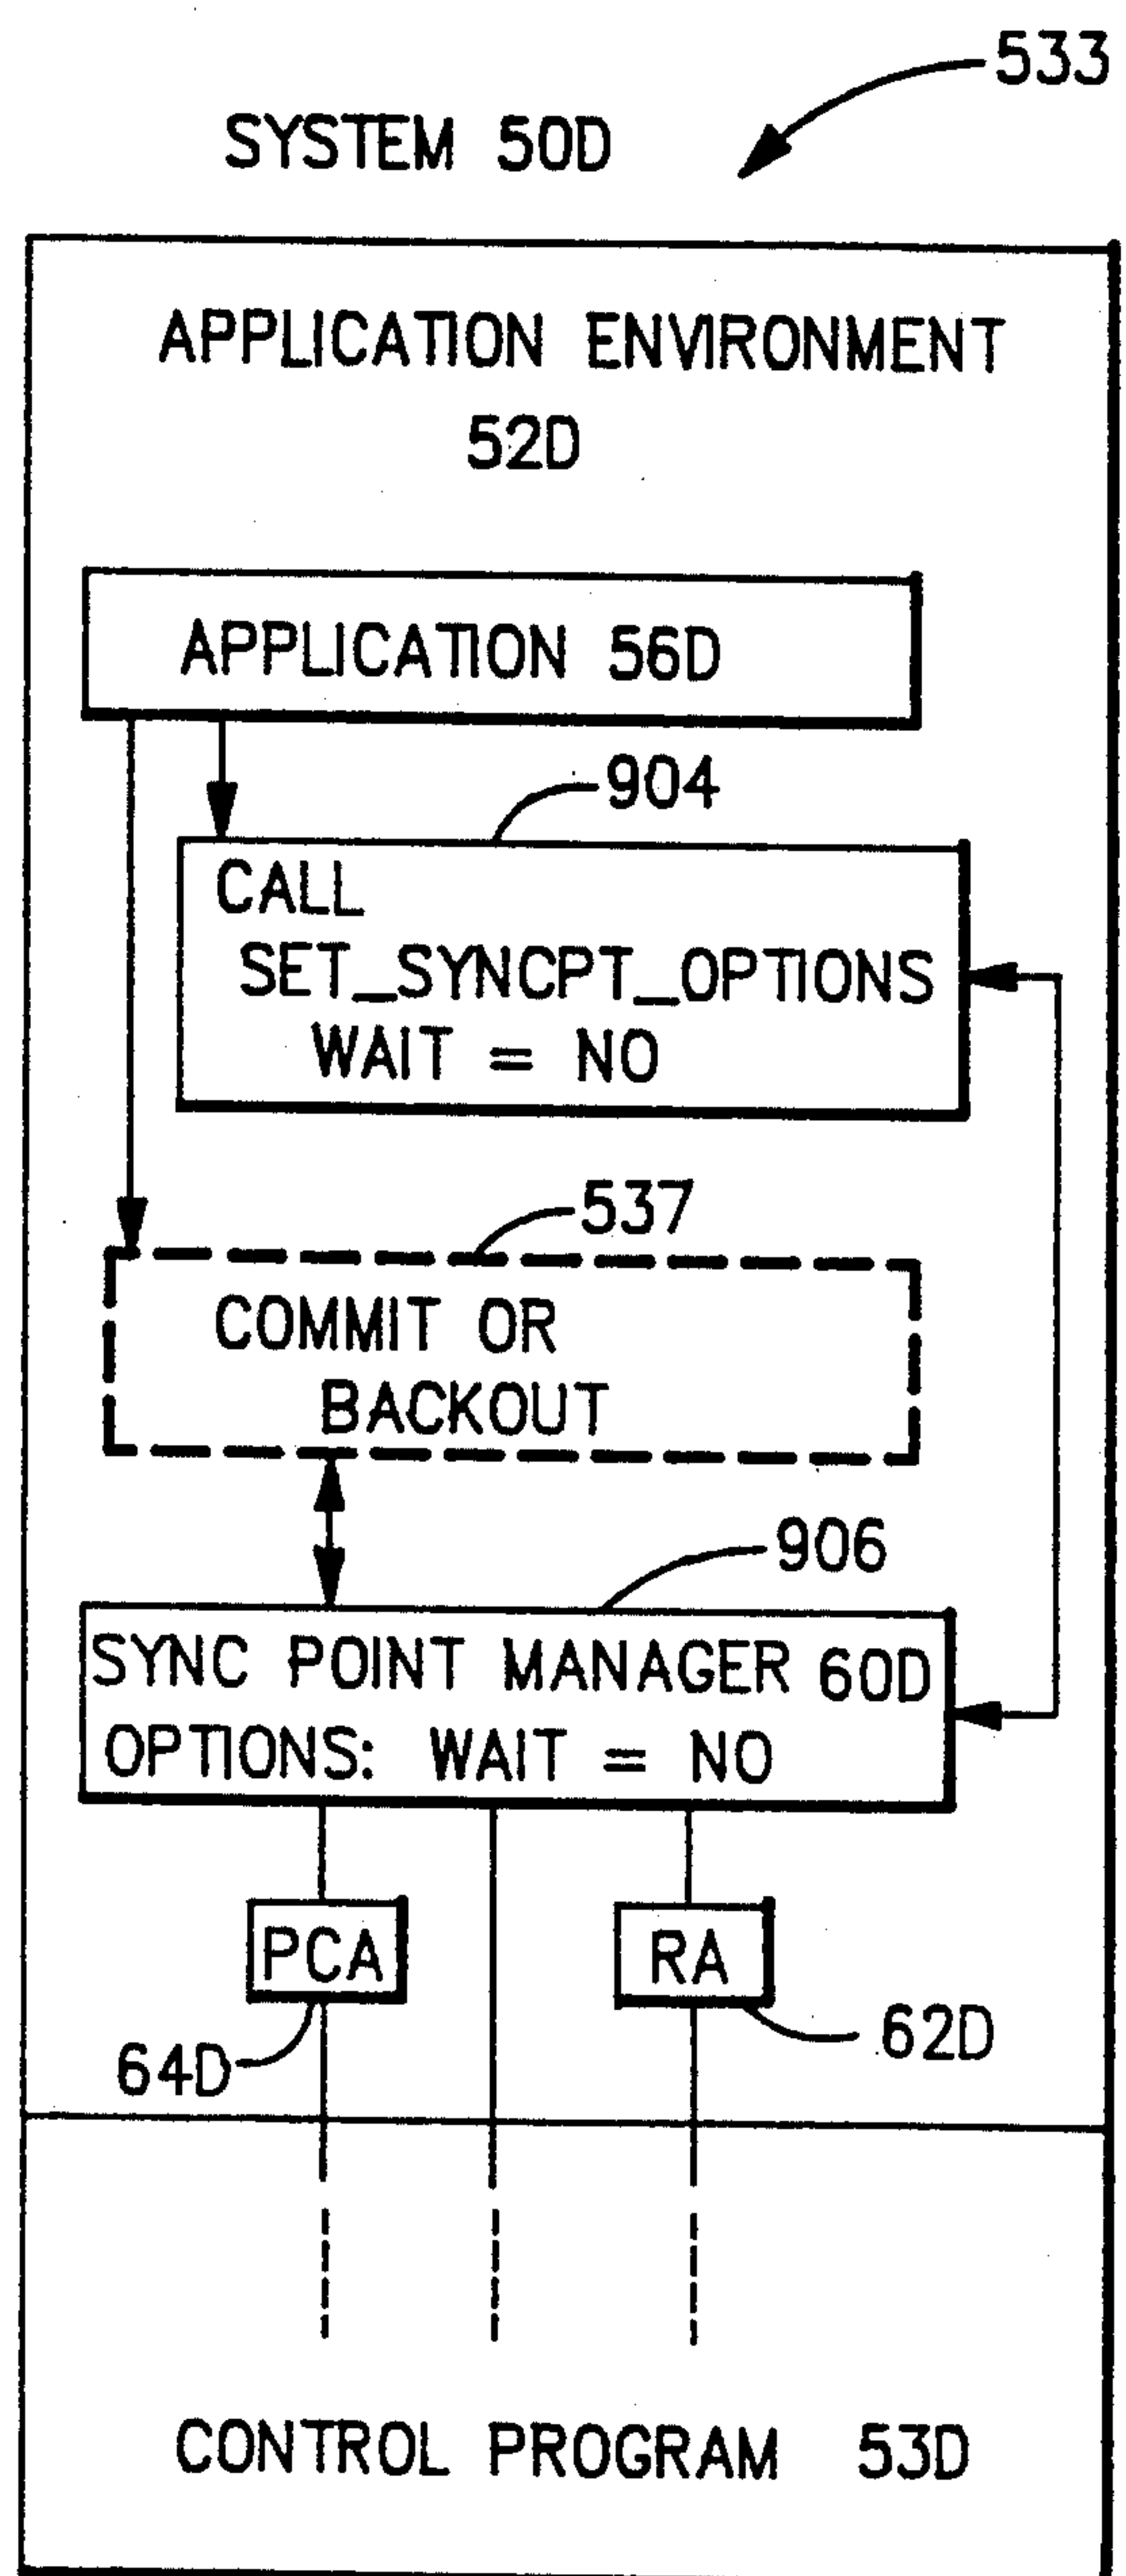 533
SYSTEM 50D
APPLICATION ENVIRONMENT
52D
APPLICATION 56D
904
CALL
SET_SYNCPT_OPTIONS
WAIT = NO
537
COMMIT OR
BACKOUT
906
SYNC POINT MANAGER 60D
OPTIONS: WAIT = NO
PCA
RA
64D
62D
CONTROL PROGRAM 53D